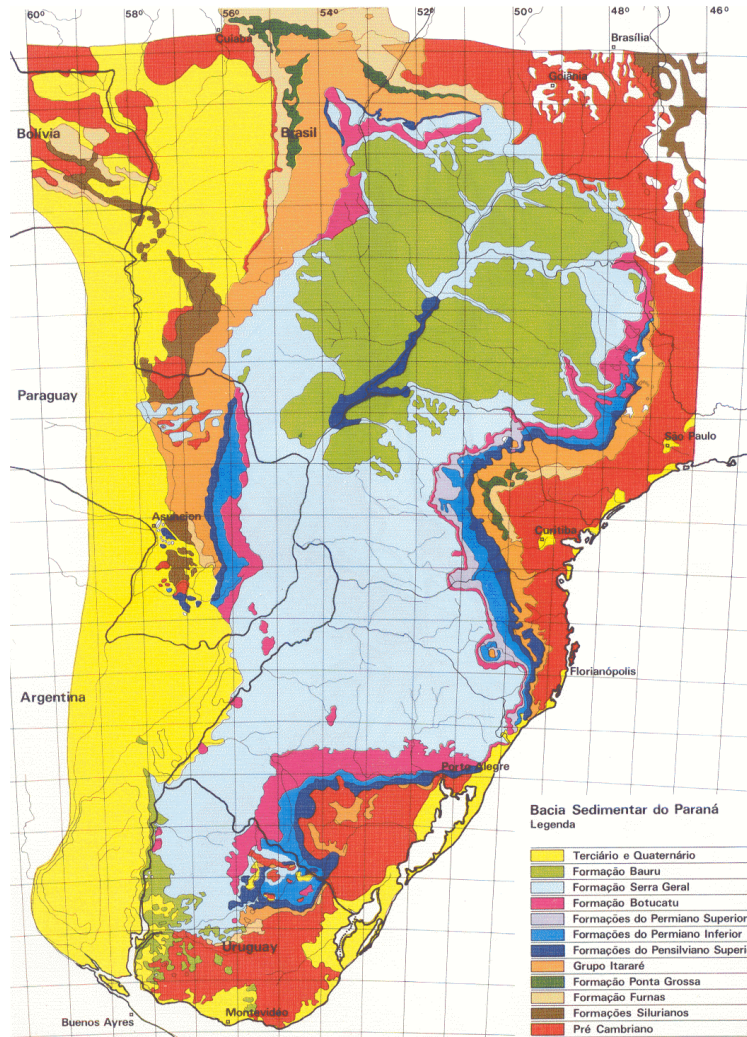 60° 58° 56° 54° 52° 50° 48° 46°
Cuiabá
Brasília
Goiânia
Bolívia
Brasil
Paraguay
São Paulo
Asuncion
Curitiba
Argentina
Florianópolis
Porto Alegre
Uruguay
Montevidéo
Buenos Ayres
Bacia Sedimentar do Paraná
Legenda
Terciário e Quaternário
Formação Bauru
Formação Serra Geral
Formação Botucatu
Formações do Permiano Superior
Formações do Permiano Inferior
Formações do Pensilviano Superi
Grupo Itararé
Formação Ponta Grossa
Formação Furnas
Formações Silurianos
Pré Cambriano